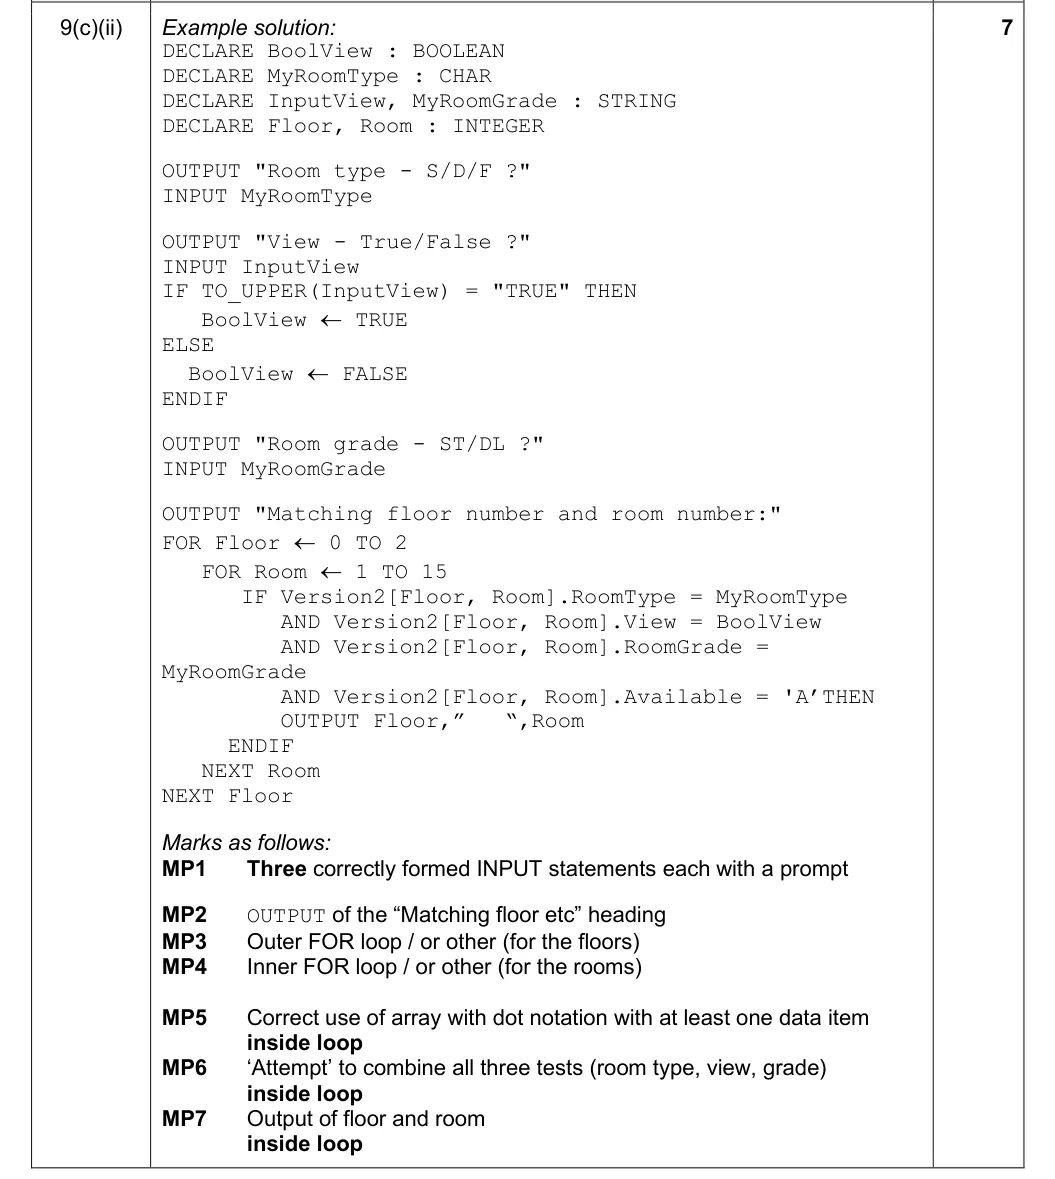 9(c)(ii)
Example solution:
7
DECLARE BoolView : BOOLEAN
DECLARE MyRoomType : CHAR
DECLARE InputView, MyRoomGrade : STRING
DECLARE Floor, Room : INTEGER
OUTPUT "Room type - S/D/F ?"
INPUT MyRoomType
OUTPUT "View - True/False ?"
INPUT InputView
IF TO_UPPER(InputView) = "TRUE" THEN
   BoolView ← TRUE
ELSE
  BoolView ← FALSE
ENDIF
OUTPUT "Room grade - ST/DL ?"
INPUT MyRoomGrade
OUTPUT "Matching floor number and room number:"
FOR Floor ← 0 TO 2
   FOR Room ← 1 TO 15
      IF Version2[Floor, Room].RoomType = MyRoomType
         AND Version2[Floor, Room].View = BoolView
         AND Version2[Floor, Room].RoomGrade =
MyRoomGrade
         AND Version2[Floor, Room].Available = 'A’THEN
         OUTPUT Floor,”   “,Room
     ENDIF
   NEXT Room
NEXT Floor
Marks as follows:
MP1 Three correctly formed INPUT statements each with a prompt
MP2 OUTPUT of the “Matching floor etc” heading
MP3 Outer FOR loop / or other (for the floors)
MP4 Inner FOR loop / or other (for the rooms)
MP5 Correct use of array with dot notation with at least one data item
inside loop
MP6 ‘Attempt’ to combine all three tests (room type, view, grade)
inside loop
MP7 Output of floor and room
inside loop